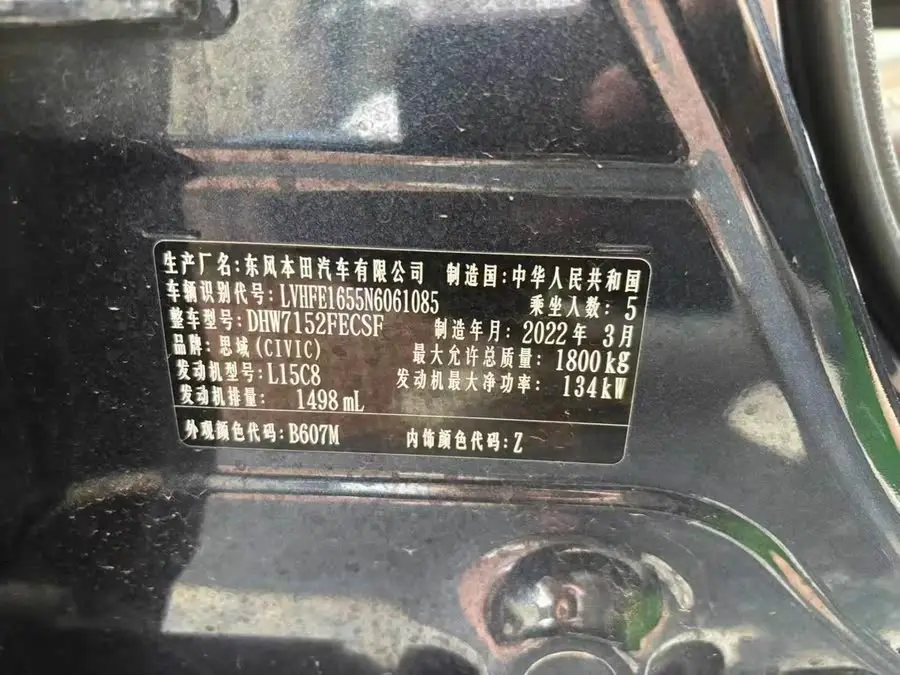 生产厂名:东风本田汽车有限公司 制造国:中华人民共和国
车辆识别代号:LVHFE1655N6061085 乘坐人数:5
整车型号:DHW7152FECSF 制造年月:2022年 3月
品牌:思域(CIVIC) 最大允许总质量:1800kg
发动机型号:L15C8 发动机最大净功率:134kW
发动机排量: 1498mL
外观颜色代码:B607M 内饰颜色代码:Z